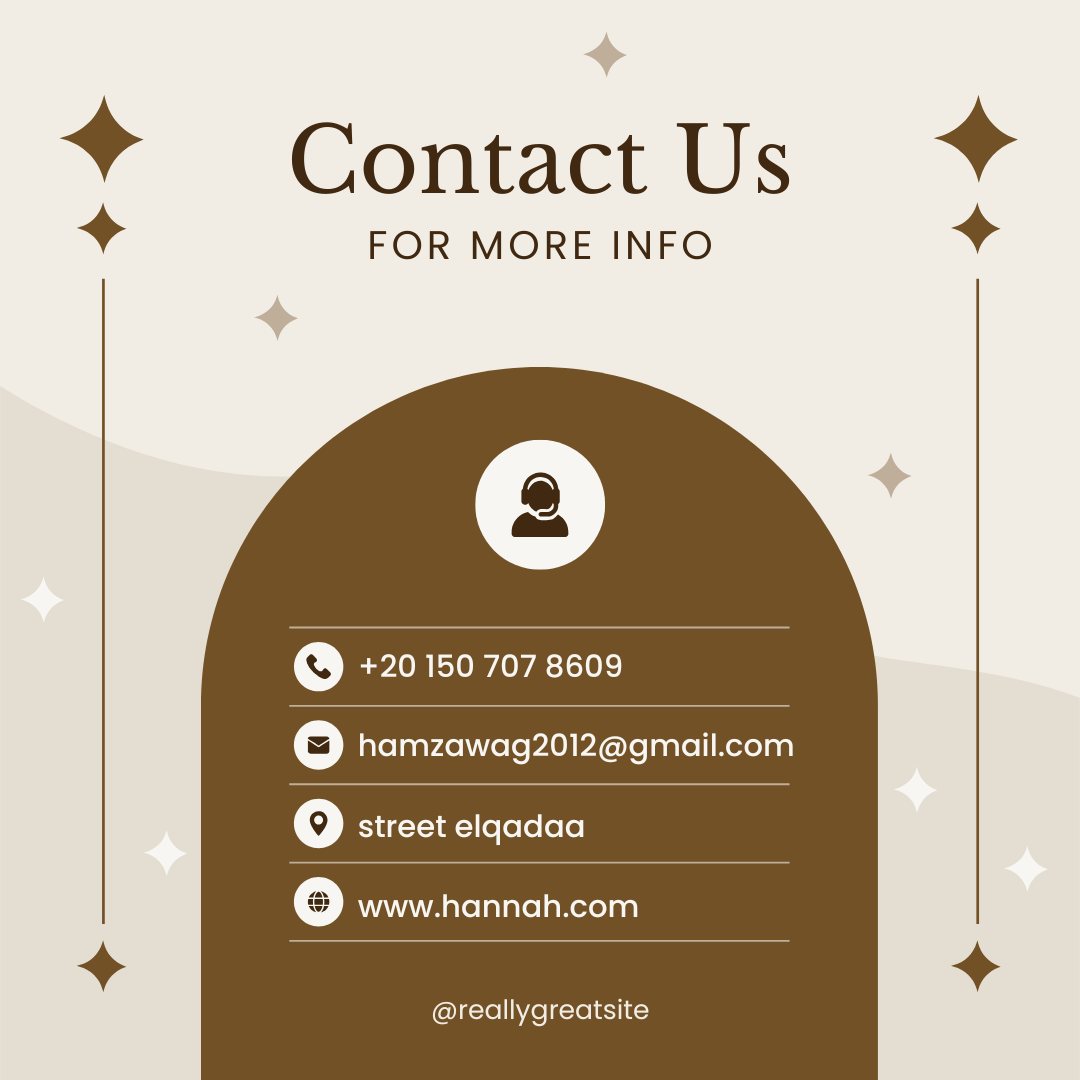 Contact Us
FOR MORE INFO
+20 150 707 8609
hamzawag2012@gmail.com
street elqadaa
www.hannah.com
@reallygreatsite